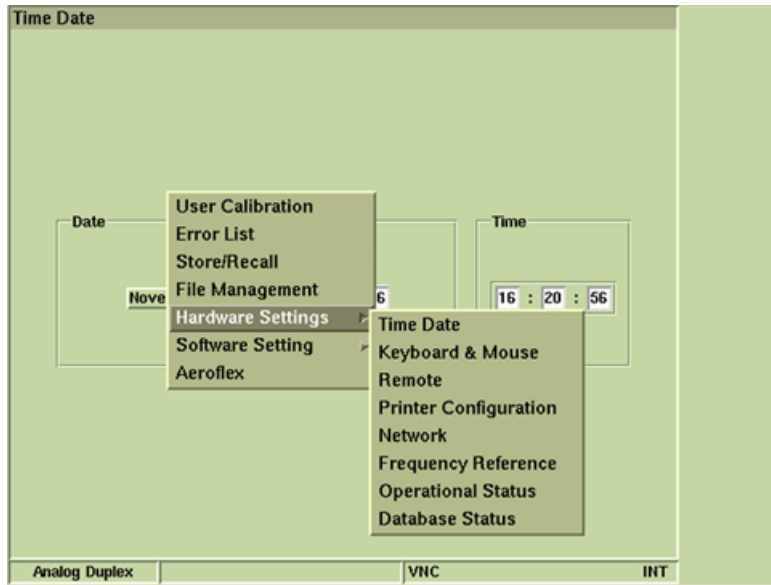 Time Date
User Calibration
Date
Error List
Time
Store/Recall
File Management
16 : 20 : 56
Hardware Settings
Time Date
Software Setting
Keyboard & Mouse
Aeroflex
Remote
Printer Configuration
Network
Frequency Reference
Operational Status
Database Status
Analog Duplex
VNC
INT